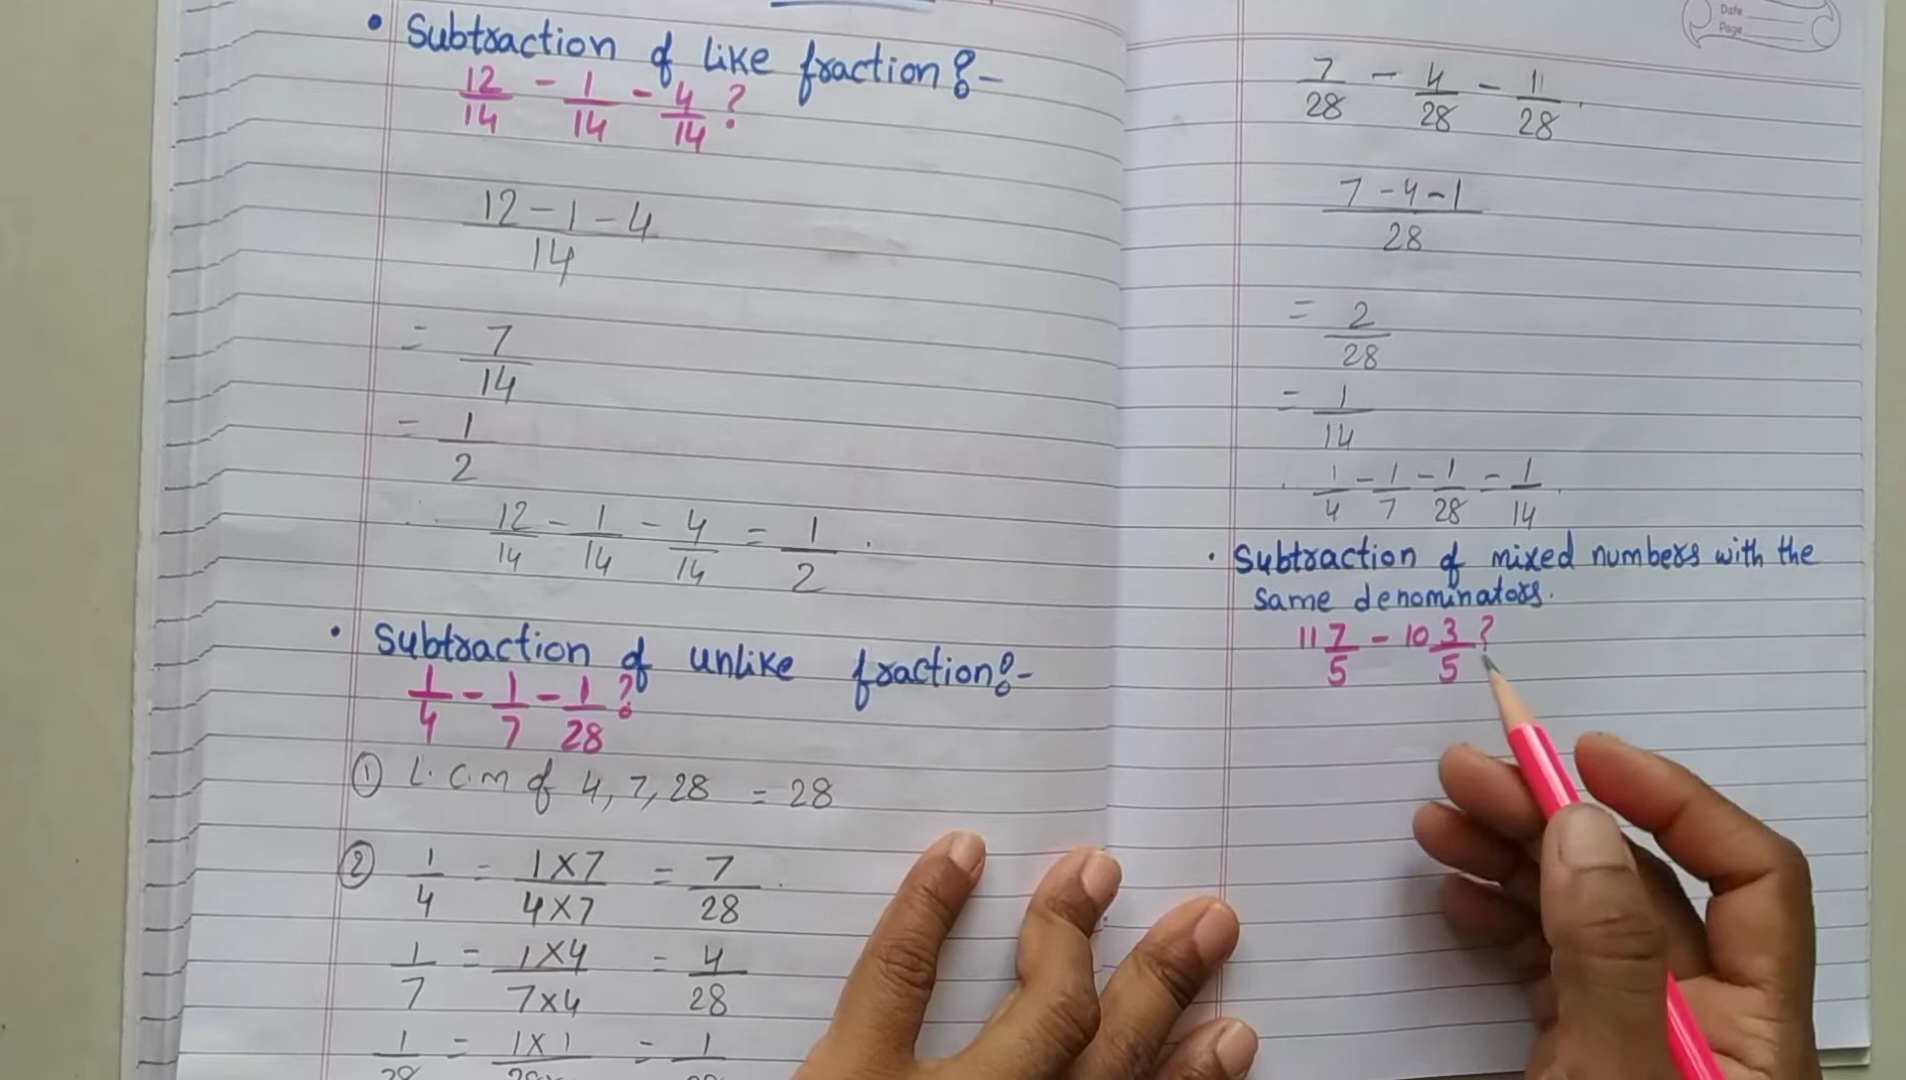 • Subtraction of like fraction :-
12/14 - 1/14 - 4/14 ?
12 - 1 - 4 / 14
= 7/14
= 1/2
∴ 12/14 - 1/14 - 4/14 = 1/2 .
• Subtraction of unlike fraction :-
1/4 - 1/7 - 1/28 ?
① L.C.M of 4, 7, 28 = 28
② 1/4 = 1×7 / 4×7 = 7/28 .
1/7 = 1×4 / 7×4 = 4/28
1/28 = 1×1
= 1
Date
Page
7/28 - 4/28 - 11/28 .
7 - 4 - 1 / 28
= 2/28
= 1/14
∴ 1/4 - 1/7 - 1/28 = 1/14 .
• Subtraction of mixed numbers with the
same denominators.
11 7/5 - 10 3/5 ?